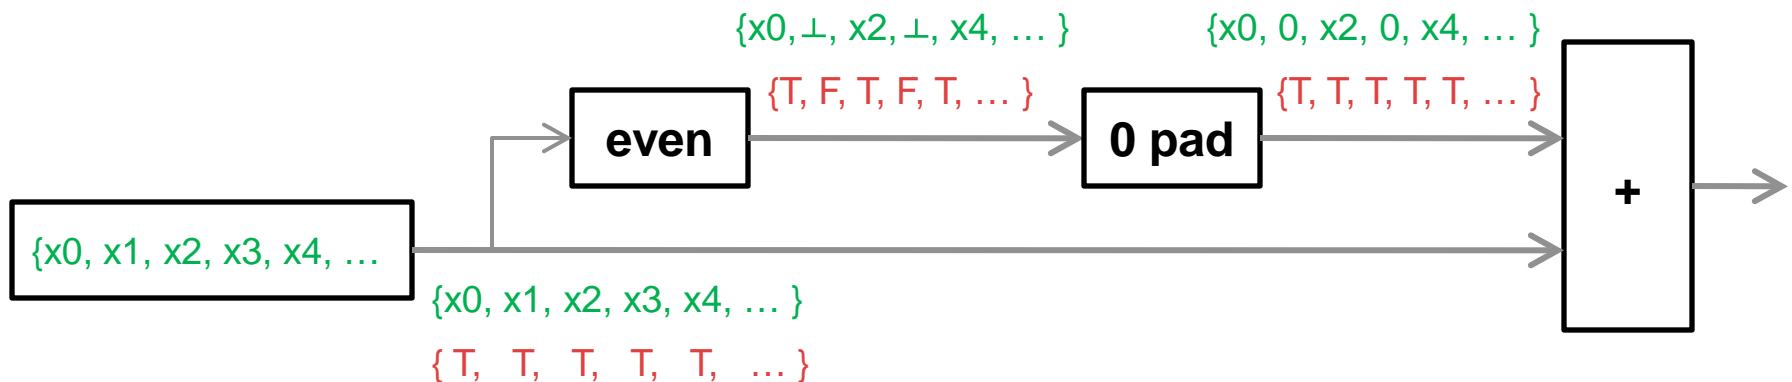 {x0, ⊥, x2, ⊥, x4, … }
{x0, 0, x2, 0, x4, … }
{T, F, T, F, T, … }
{T, T, T, T, T, … }
even
0 pad
+
{x0, x1, x2, x3, x4, …
{x0, x1, x2, x3, x4, … }
{ T, T, T, T, T, … }